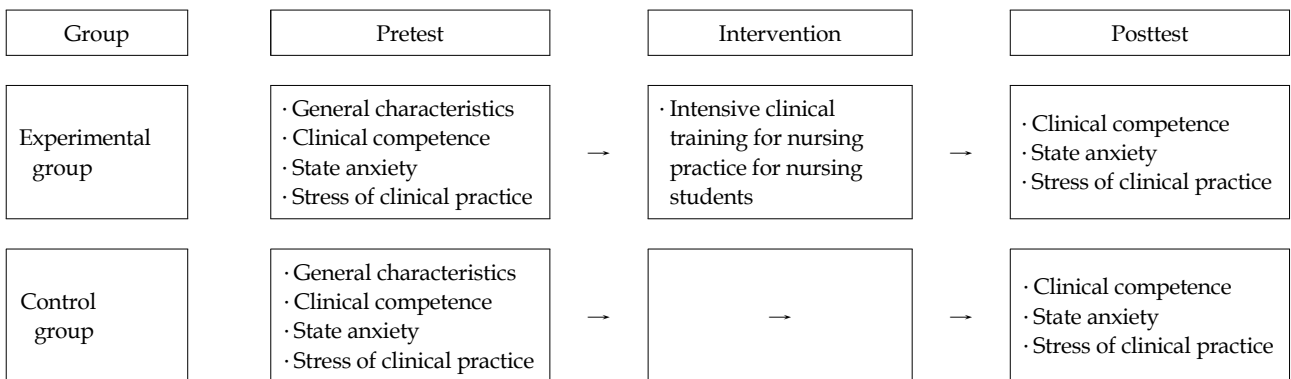 Group
Pretest
Intervention
Posttest
Experimental
group
· General characteristics
· Clinical competence
· State anxiety
· Stress of clinical practice
→
· Intensive clinical
training for nursing
practice for nursing
students
→
· Clinical competence
· State anxiety
· Stress of clinical practice
Control
group
· General characteristics
· Clinical competence
· State anxiety
· Stress of clinical practice
→
→
→
· Clinical competence
· State anxiety
· Stress of clinical practice